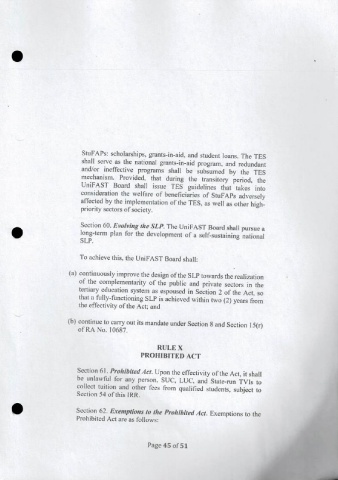 StuFAPs: scholarships, grants-in-aid, and student loans. The TES
shall serve as the national grants-in-aid program, and redundant
and/or ineffective programs shall be subsumed by the TES
mechanism. Provided, that during the transitory period, the
UniFAST Board shall issue TES guidelines that takes into
consideration the welfare of beneficiaries of StuFAPs adversely
affected by the implementation of the TES, as well as other high-
priority sectors of society.
Section 60. Evolving the SLP. The UniFAST Board shall pursue a
long-term plan for the development of a self-sustaining national
SLP.
To achieve this, the UniFAST Board shall:
(a) continuously improve the design of the SLP towards the realization
of the complementarity of the public and private sectors in the
tertiary education system as espoused in Section 2 of the Act, so
that a fully-functioning SLP is achieved within two (2) years from
the effectivity of the Act; and
(b) continue to carry out its mandate under Section 8 and Section 15(r)
of RA No. 10687.
RULE X
PROHIBITED ACT
Section 61. Prohibited Act. Upon the effectivity of the Act, it shall
be unlawful for any person, SUC, LUC, and State-run TVIs to
collect tuition and other fees from qualified students, subject to
Section 54 of this IRR.
Section 62. Exemptions to the Prohibited Act. Exemptions to the
Prohibited Act are as follows:
Page 45 of 51